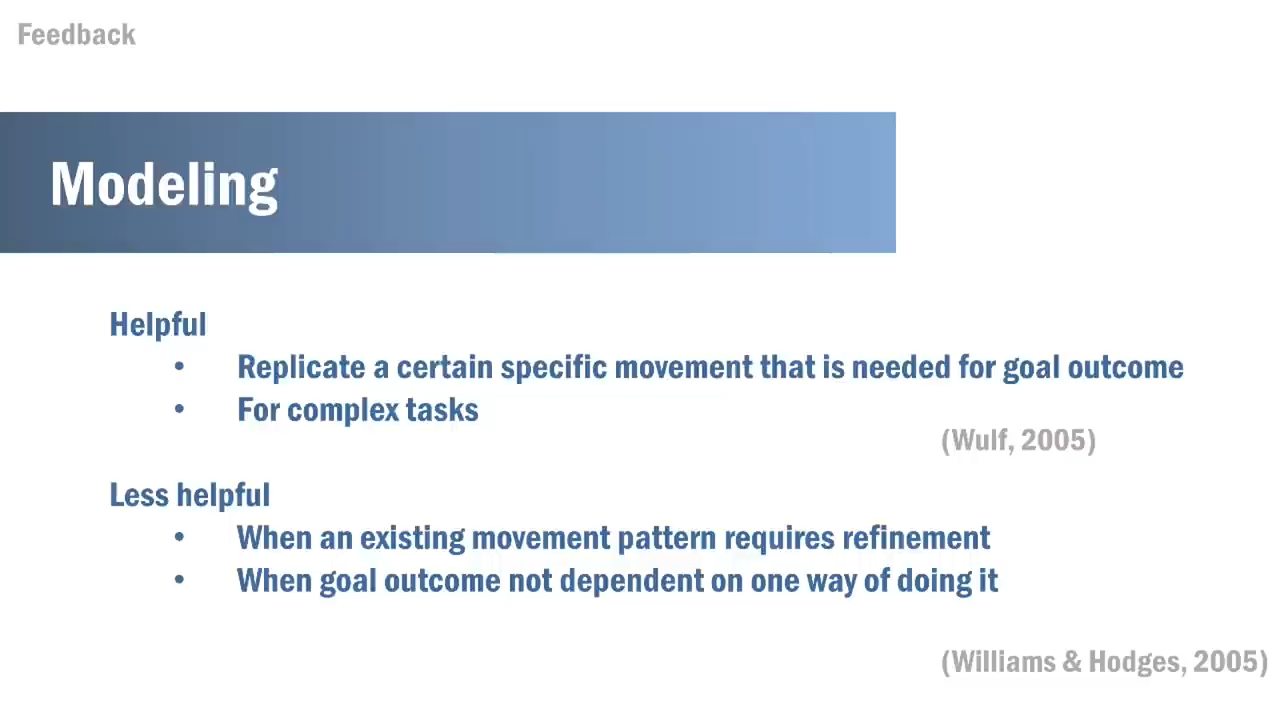 Feedback
Modeling
Helpful
• Replicate a certain specific movement that is needed for goal outcome
• For complex tasks
(Wulf, 2005)
Less helpful
• When an existing movement pattern requires refinement
• When goal outcome not dependent on one way of doing it
(Williams & Hodges, 2005)